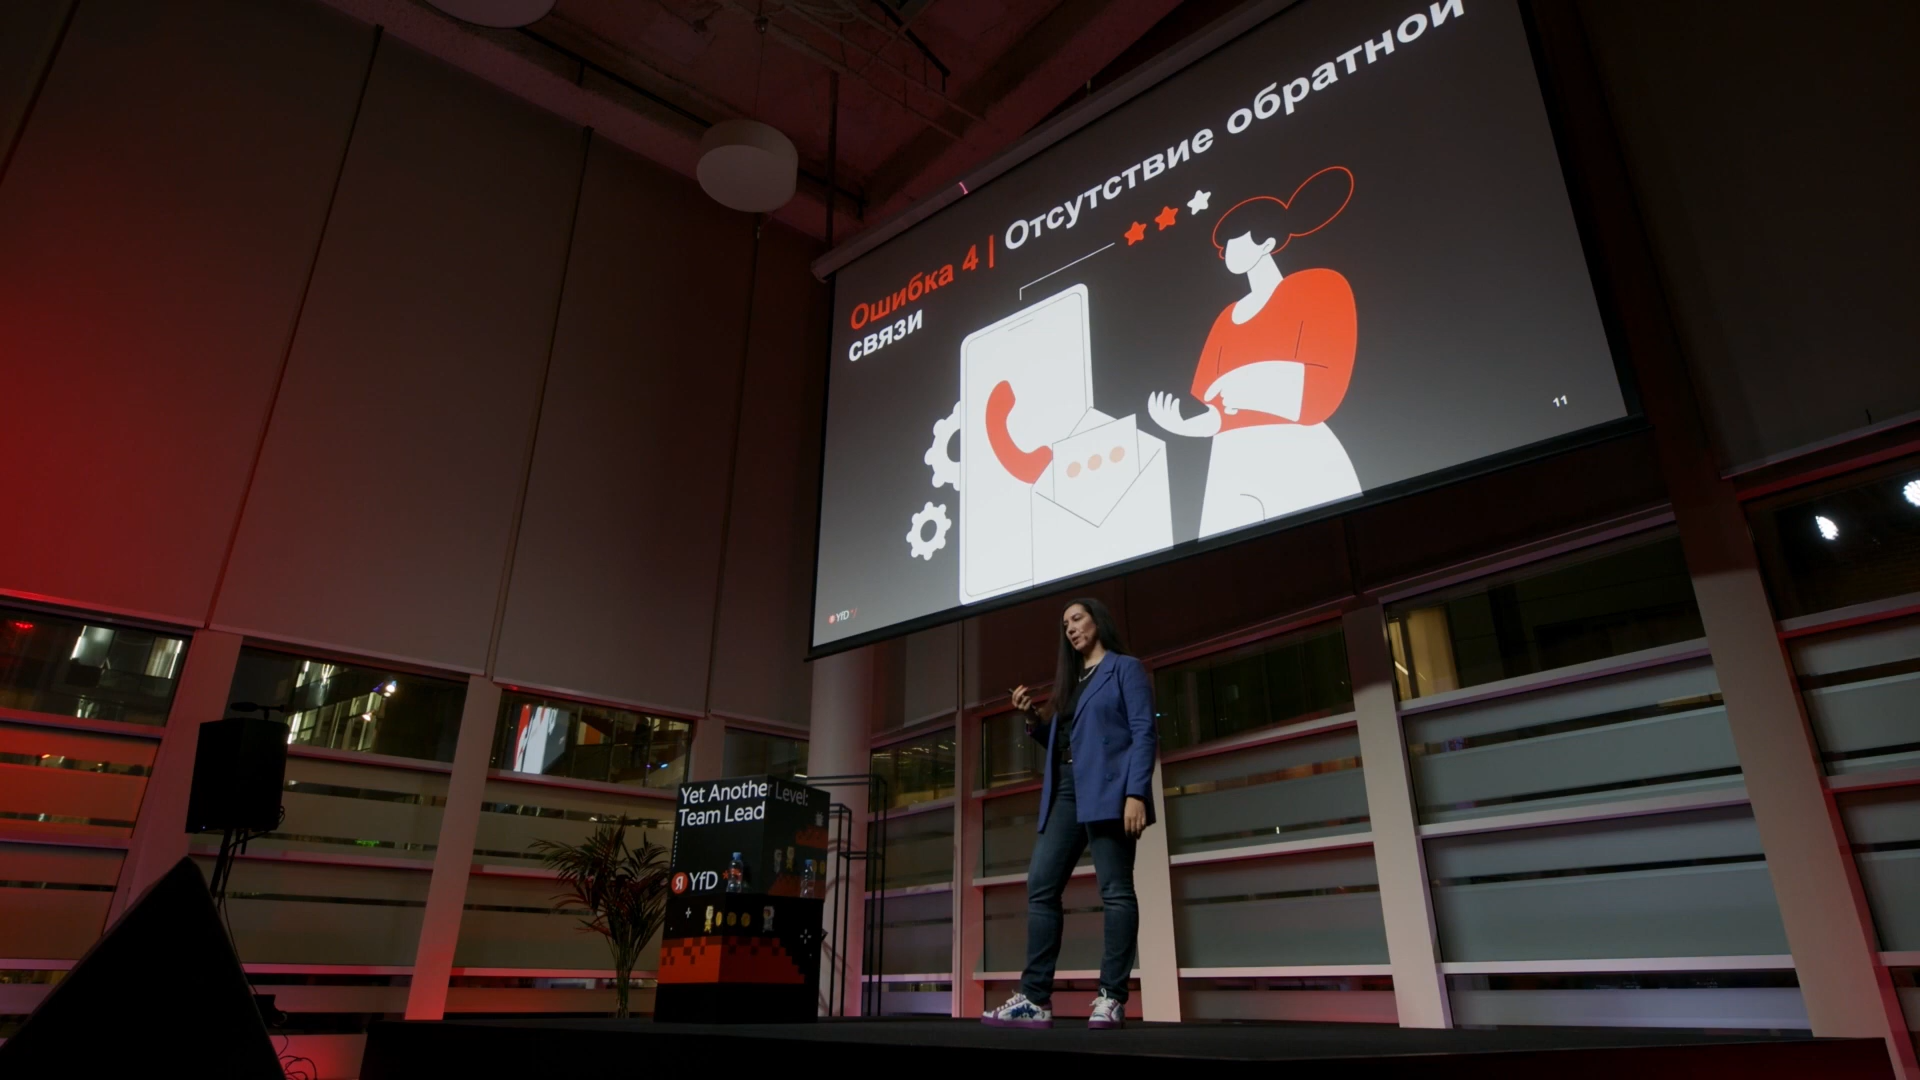 Ошибка 4 | Отсутствие обратной
связи
11
Я YfD
Yet Another Level:
Team Lead
Я YfD